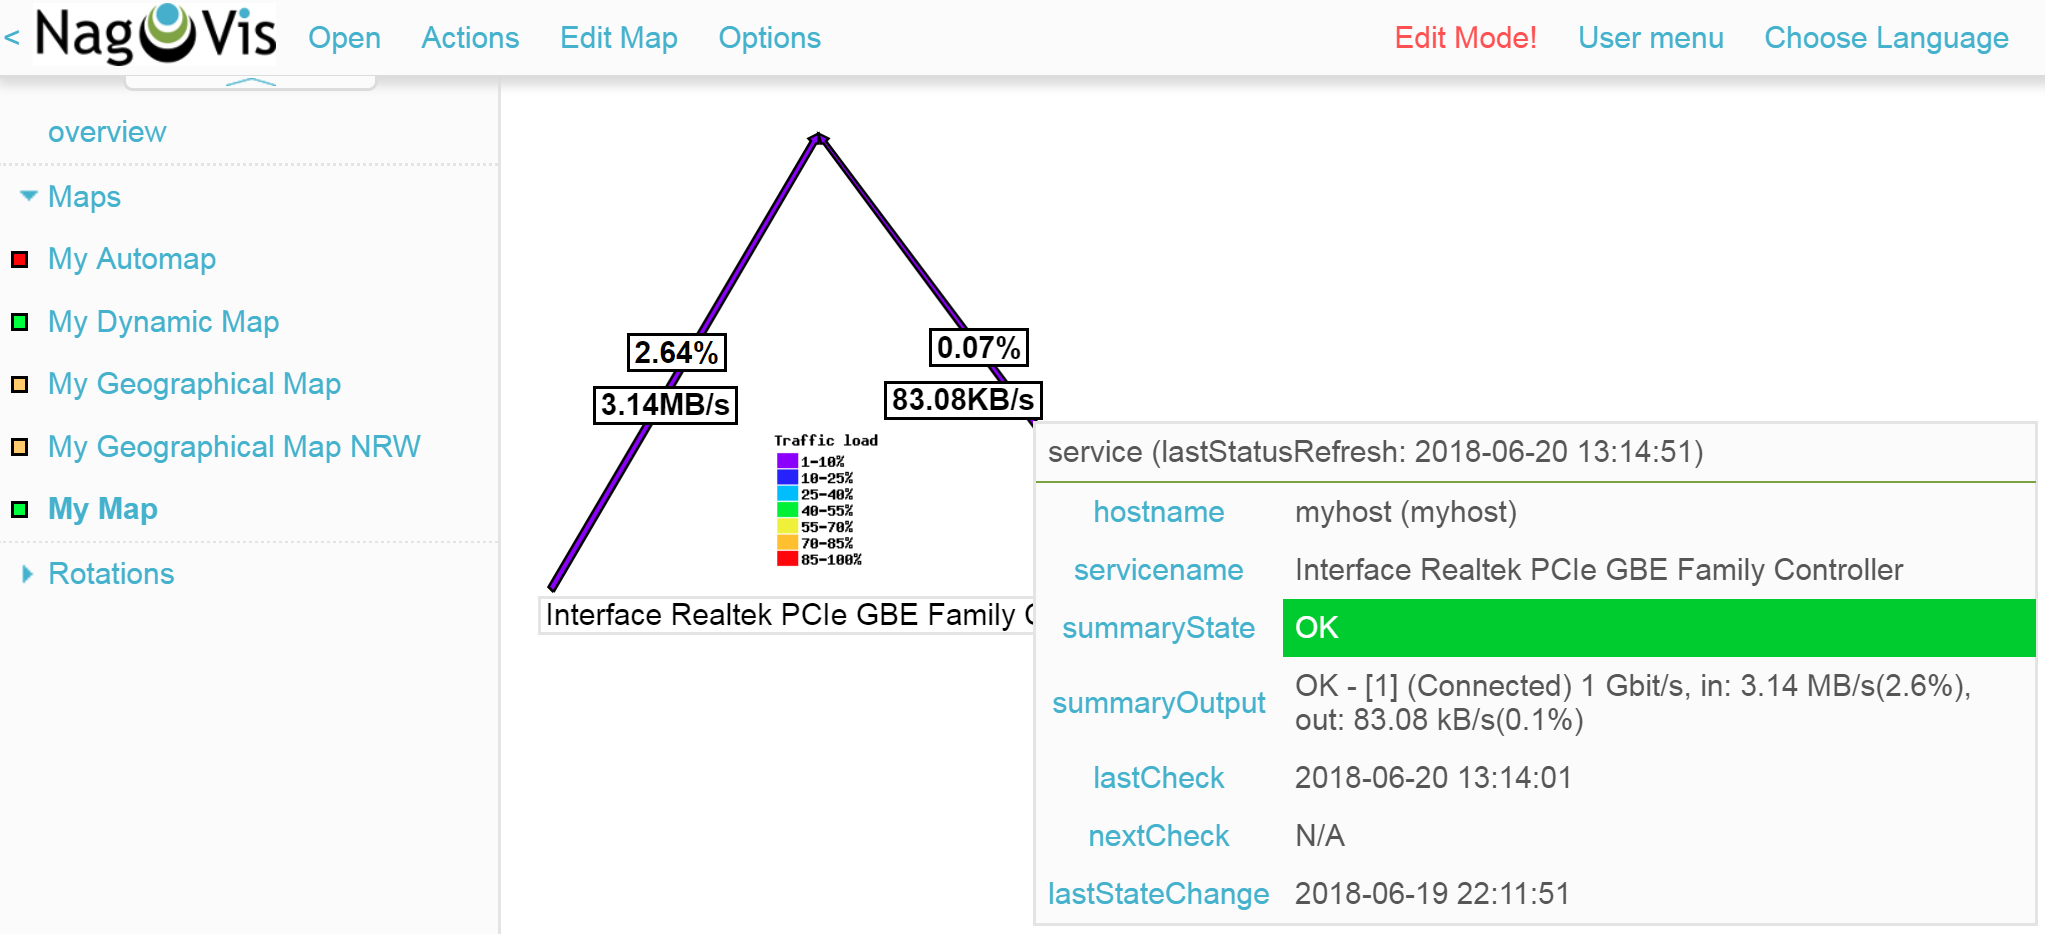 < NagVis Open Actions Edit Map Options Edit Mode! User menu Choose Language
overview
Maps
My Automap
My Dynamic Map
My Geographical Map
My Geographical Map NRW
My Map
Rotations
2.64%
3.14MB/s
0.07%
83.08KB/s
Traffic load
1-10%
10-25%
25-40%
40-55%
55-70%
70-85%
85-100%
Interface Realtek PCIe GBE Family
service (lastStatusRefresh: 2018-06-20 13:14:51)
hostname myhost (myhost)
servicename Interface Realtek PCIe GBE Family Controller
summaryState OK
summaryOutput OK - [1] (Connected) 1 Gbit/s, in: 3.14 MB/s(2.6%),
out: 83.08 kB/s(0.1%)
lastCheck 2018-06-20 13:14:01
nextCheck N/A
lastStateChange 2018-06-19 22:11:51